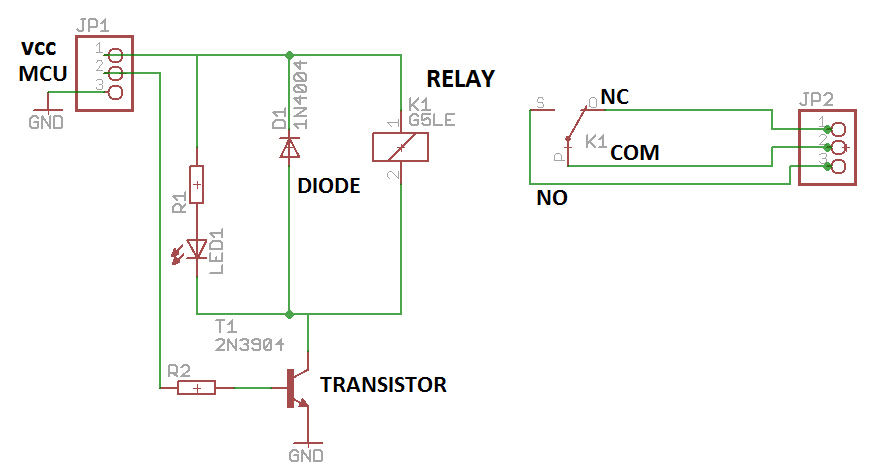 JP1
vcc
MCU
1
2
3
GND
R1
LED1
D1
1N4004
DIODE
RELAY
K1
G5LE
1
2
T1
2N3904
R2
TRANSISTOR
GND
S
O
NC
P
K1
COM
NO
JP2
1
2
3